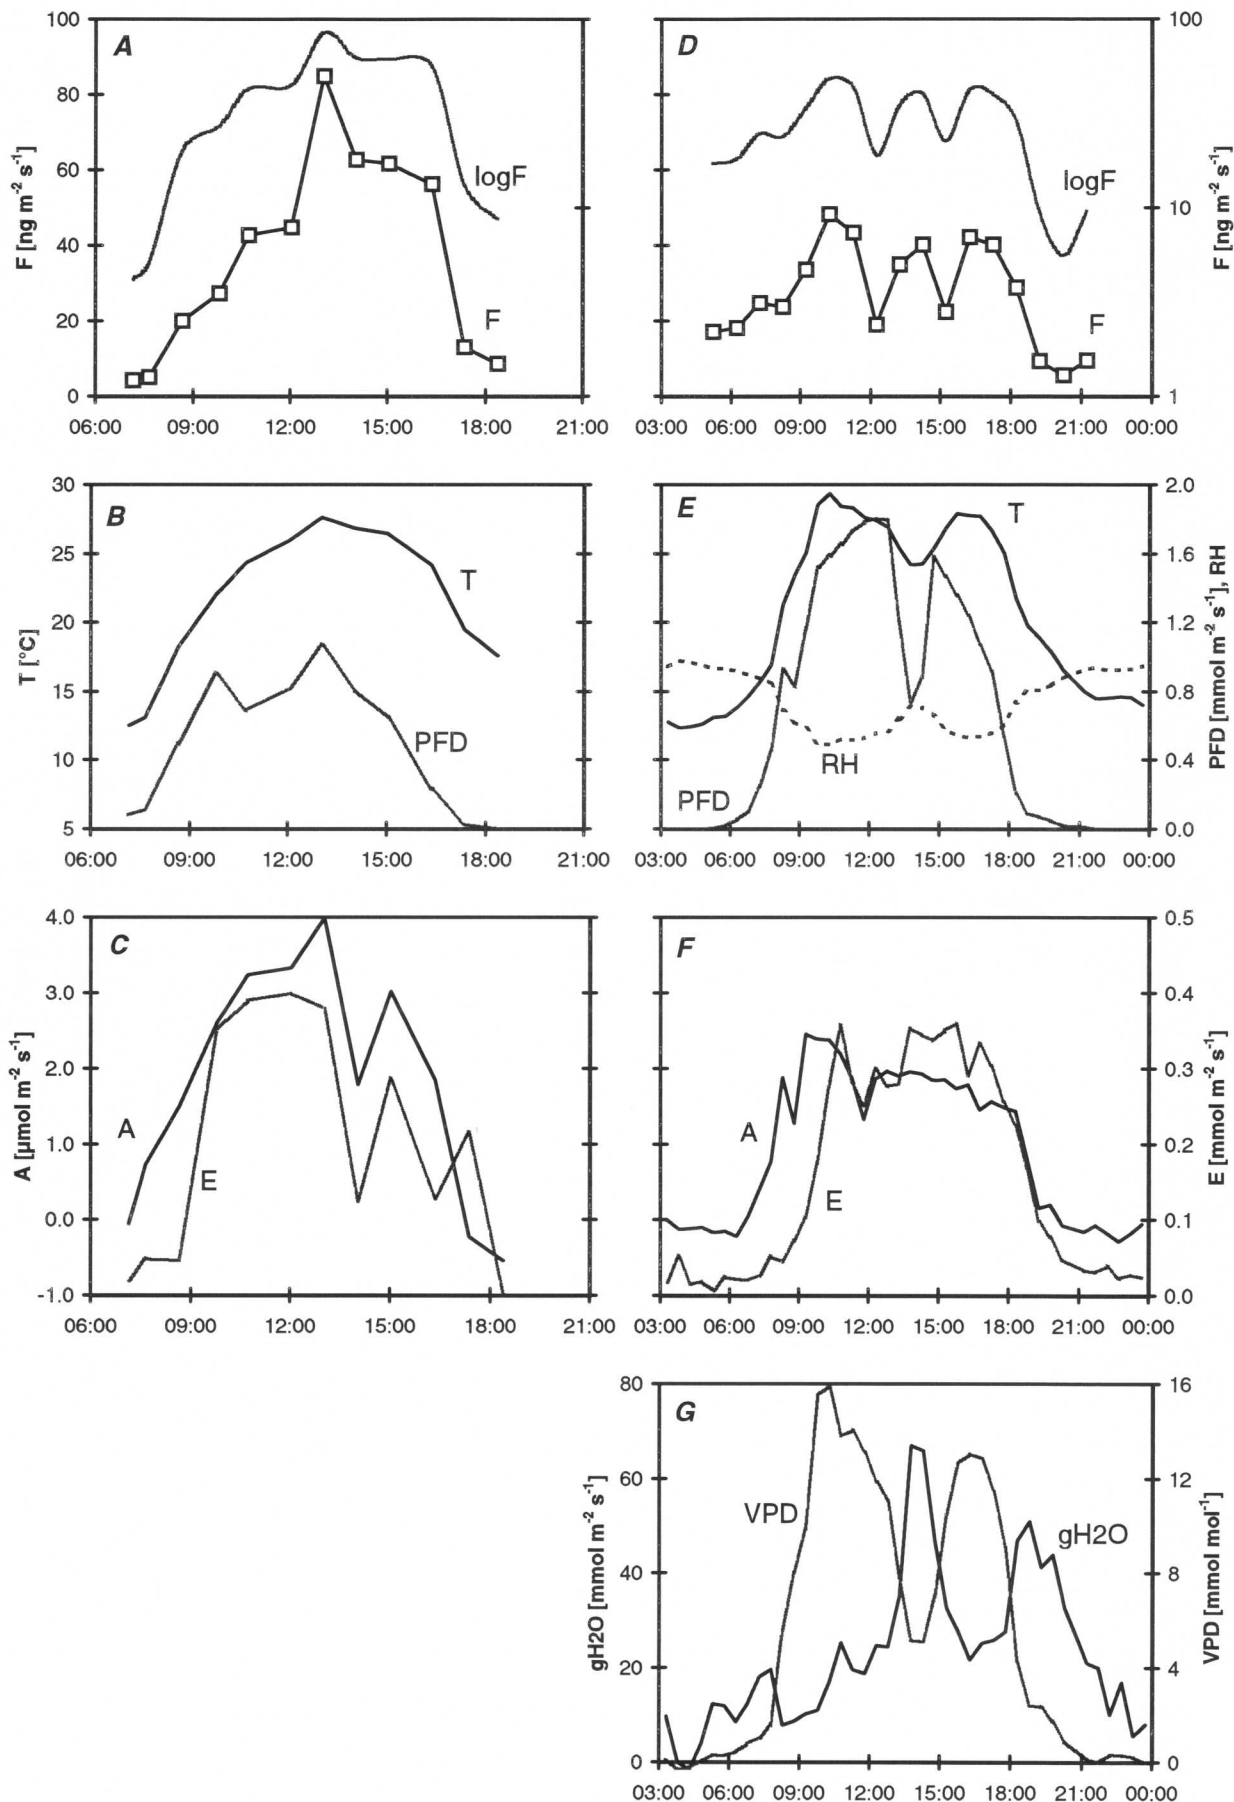 A
F [ng m-2 s-1]
100
80
60
40
20
0
logF
F
06:00 09:00 12:00 15:00 18:00 21:00
D
100
10
1
F [ng m-2 s-1]
logF
F
03:00 06:00 09:00 12:00 15:00 18:00 21:00 00:00
B
T [°C]
30
25
20
15
10
5
T
PFD
06:00 09:00 12:00 15:00 18:00 21:00
E
2.0
1.6
1.2
0.8
0.4
0.0
PFD [mmol m-2 s-1], RH
T
RH
PFD
03:00 06:00 09:00 12:00 15:00 18:00 21:00 00:00
C
A [µmol m-2 s-1]
4.0
3.0
2.0
1.0
0.0
-1.0
A
E
06:00 09:00 12:00 15:00 18:00 21:00
F
0.5
0.4
0.3
0.2
0.1
0.0
E [mmol m-2 s-1]
A
E
03:00 06:00 09:00 12:00 15:00 18:00 21:00 00:00
G
gH2O [mmol m-2 s-1]
80
60
40
20
0
VPD
gH2O
16
12
8
4
0
VPD [mmol mol-1]
03:00 06:00 09:00 12:00 15:00 18:00 21:00 00:00